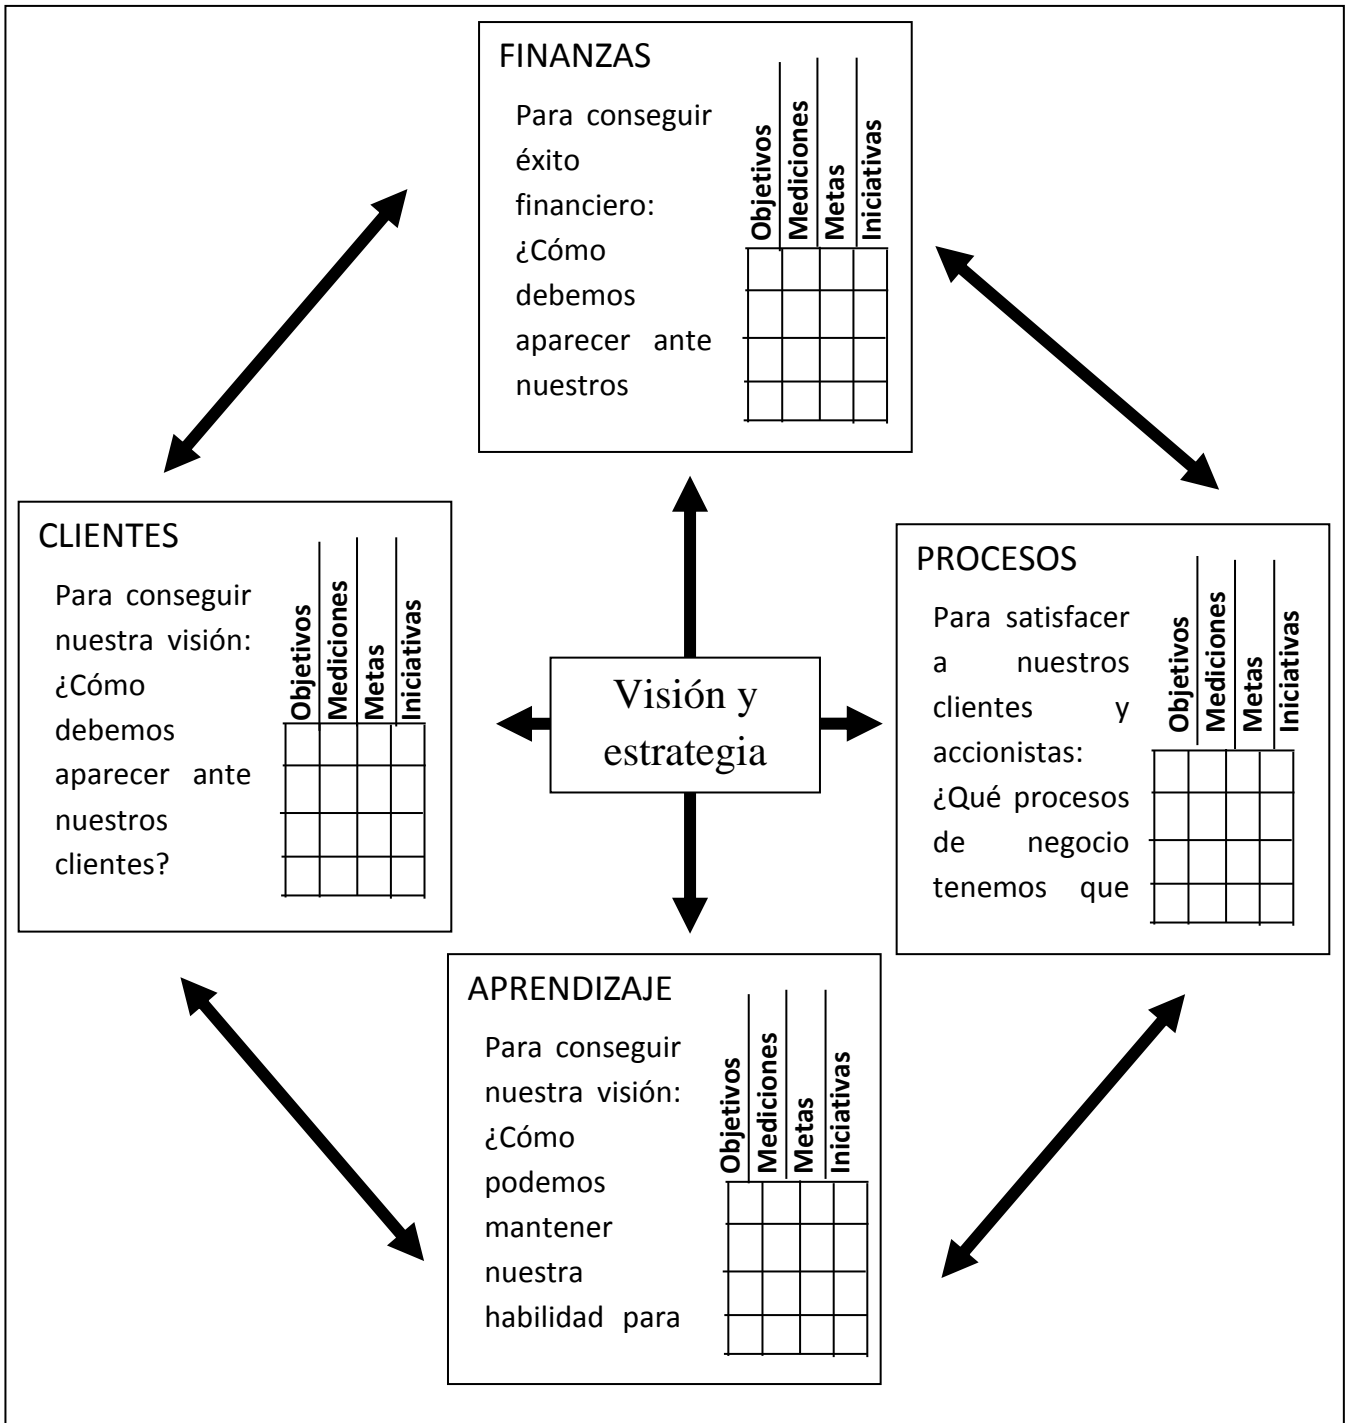 FINANZAS
Para conseguir
éxito
financiero:
¿Cómo
debemos
aparecer ante
nuestros
Objetivos
Mediciones
Metas
Iniciativas
CLIENTES
Para conseguir
nuestra visión:
¿Cómo
debemos
aparecer ante
nuestros
clientes?
Objetivos
Mediciones
Metas
Iniciativas
Visión y
estrategia
PROCESOS
Para satisfacer
a nuestros
clientes y
accionistas:
¿Qué procesos
de negocio
tenemos que
Objetivos
Mediciones
Metas
Iniciativas
APRENDIZAJE
Para conseguir
nuestra visión:
¿Cómo
podemos
mantener
nuestra
habilidad para
Objetivos
Mediciones
Metas
Iniciativas